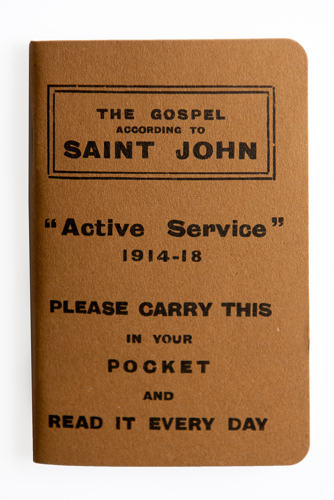 THE GOSPEL
ACCORDING TO
SAINT JOHN
“Active Service”
1914-18
PLEASE CARRY THIS
IN YOUR
POCKET
AND
READ IT EVERY DAY